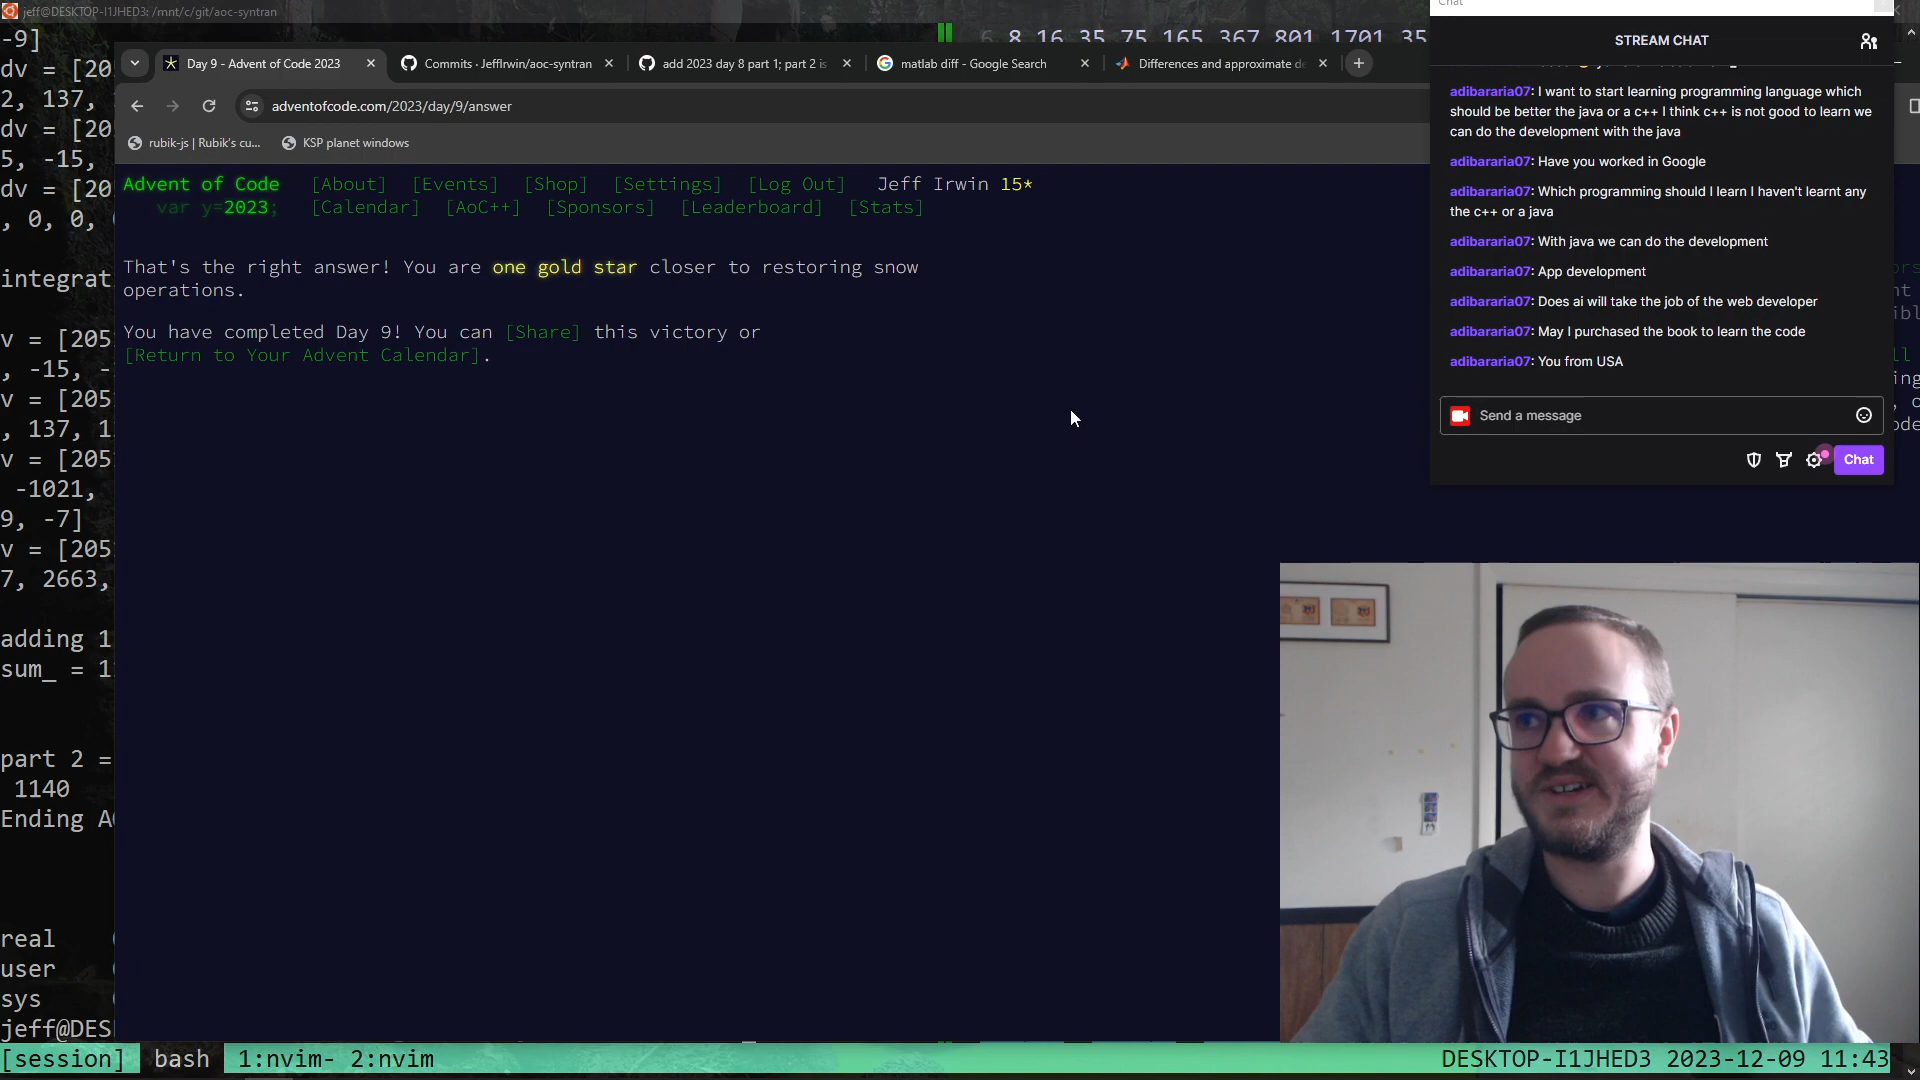 jeff@DESKTOP-I1JHED3: /mnt/c/git/aoc-syntran
-9]
8 16 35 75 165 367 801 1701 35
dv = [20
2, 137,
dv = [20
5, -15,
dv = [20
, 0, 0,
integrat
v = [205
, -15, -
v = [205
, 137, 1
v = [205
-1021,
9, -7]
v = [205
7, 2663,
adding 1
sum_ = 1
part 2 =
1140
Ending A
real
user
sys
jeff@DES
Day 9 - Advent of Code 2023
Commits · JeffIrwin/aoc-syntran
add 2023 day 8 part 1; part 2 is
matlab diff - Google Search
Differences and approximate de
adventofcode.com/2023/day/9/answer
rubik-js | Rubik's cu...
KSP planet windows
Advent of Code [About] [Events] [Shop] [Settings] [Log Out] Jeff Irwin 15*
var y=2023; [Calendar] [AoC++] [Sponsors] [Leaderboard] [Stats]
That's the right answer! You are one gold star closer to restoring snow
operations.
You have completed Day 9! You can [Share] this victory or
[Return to Your Advent Calendar].
Chat
STREAM CHAT
adibararia07: I want to start learning programming language which
should be better the java or a c++ I think c++ is not good to learn we
can do the development with the java
adibararia07: Have you worked in Google
adibararia07: Which programming should I learn I haven't learnt any
the c++ or a java
adibararia07: With java we can do the development
adibararia07: App development
adibararia07: Does ai will take the job of the web developer
adibararia07: May I purchased the book to learn the code
adibararia07: You from USA
Send a message
Chat
[session] bash 1:nvim- 2:nvim
DESKTOP-I1JHED3 2023-12-09 11:43